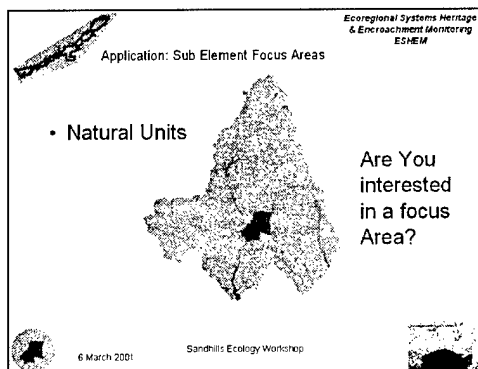 Ecoregional Systems Heritage
& Encroachment Monitoring
ESHEM
Application: Sub Element Focus Areas
• Natural Units
Are You
interested
in a focus
Area?
6 March 2001
Sandhills Ecology Workshop